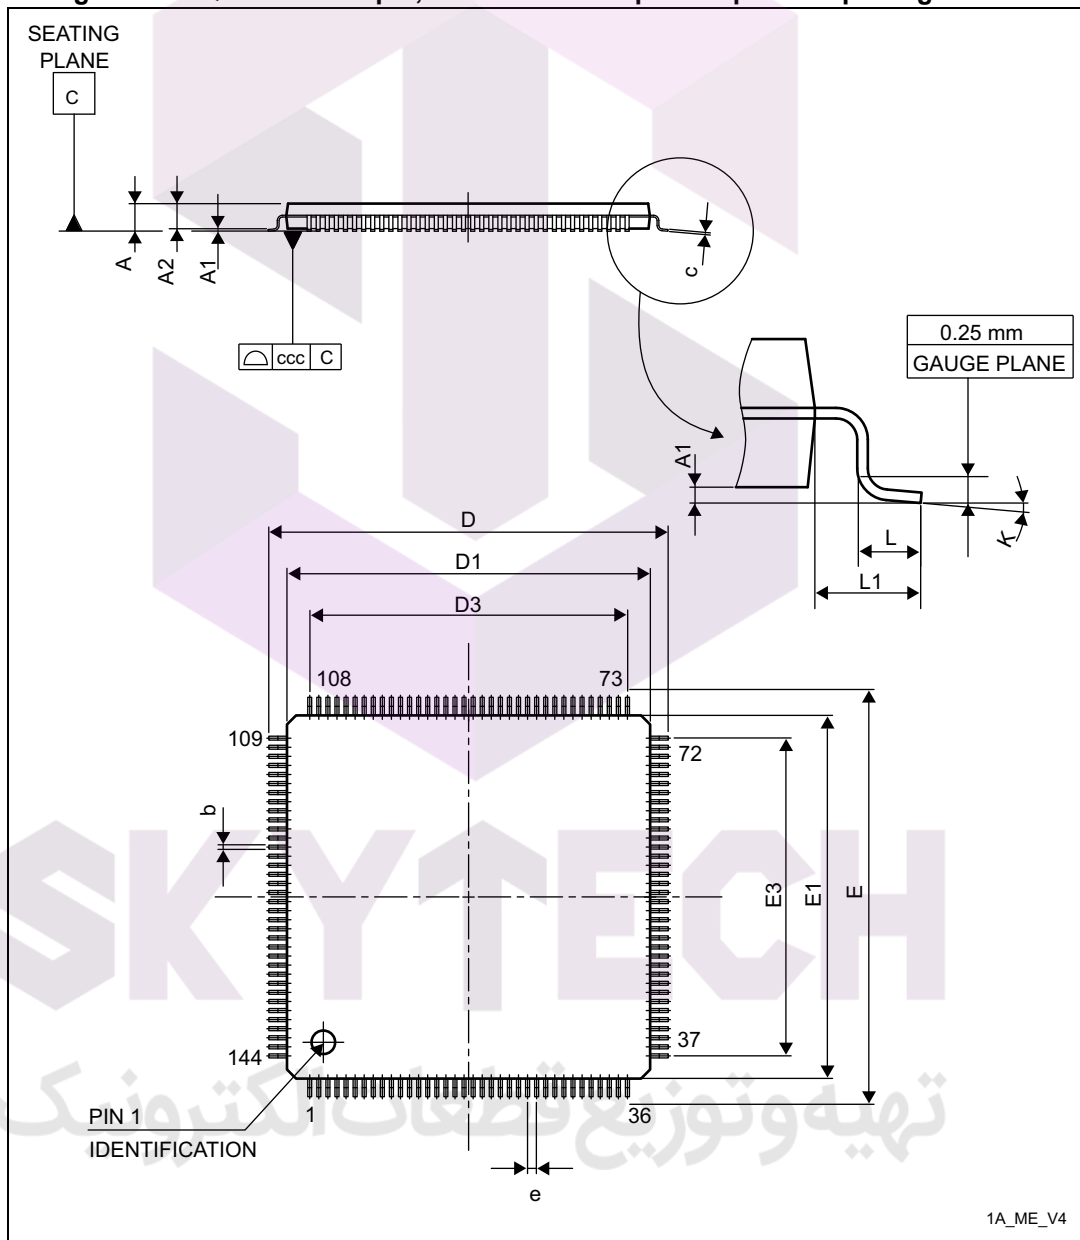 SEATING
PLANE
C
A
A2
A1
c
ccc C
0.25 mm
GAUGE PLANE
A1
K
L
L1
D
D1
D3
108
73
109
72
b
E3
E1
E
144
37
PIN 1
IDENTIFICATION
1
36
e
1A_ME_V4
SKYTECH
تهیه و توزیع قطعات الکترونیک